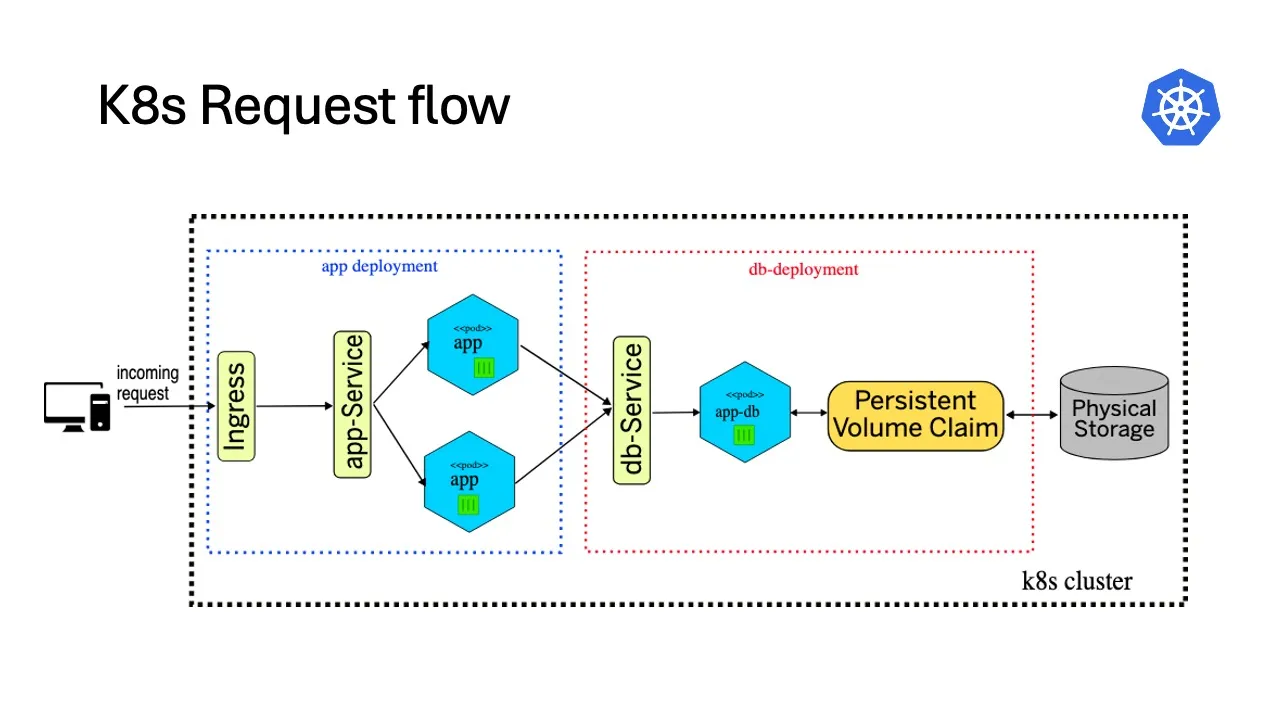 K8s Request flow
app deployment
db-deployment
incoming
request
Ingress
app-Service
<<pod>>
app
<<pod>>
app
db-Service
<<pod>>
app-db
Persistent
Volume Claim
Physical
Storage
k8s cluster